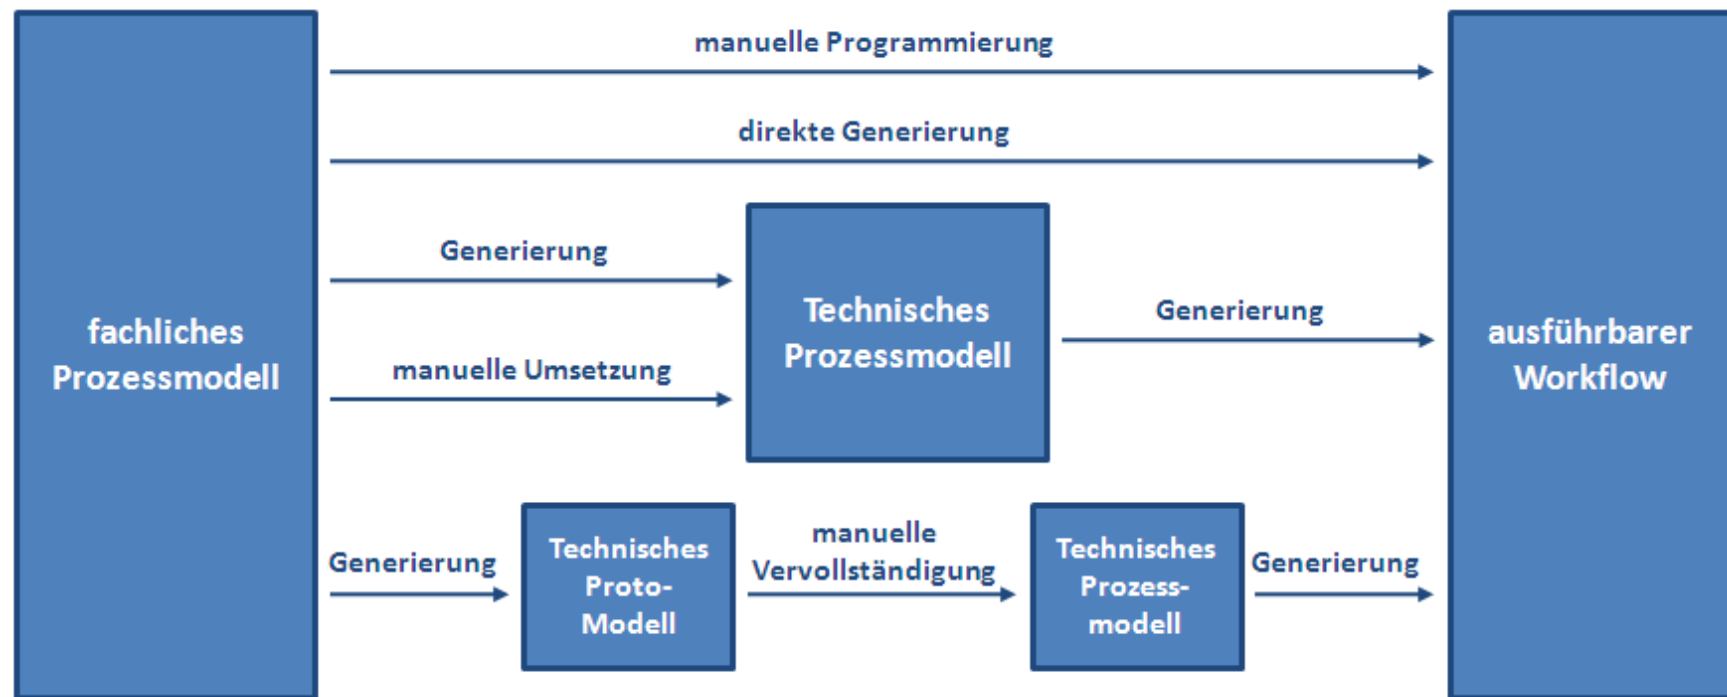 manuelle Programmierung
direkte Generierung
Generierung
Technisches
Prozessmodell
Generierung
fachliches
Prozessmodell
manuelle Umsetzung
ausführbarer
Workflow
Generierung
Technisches
Proto-
Modell
manuelle
Vervollständigung
Technisches
Prozess-
modell
Generierung